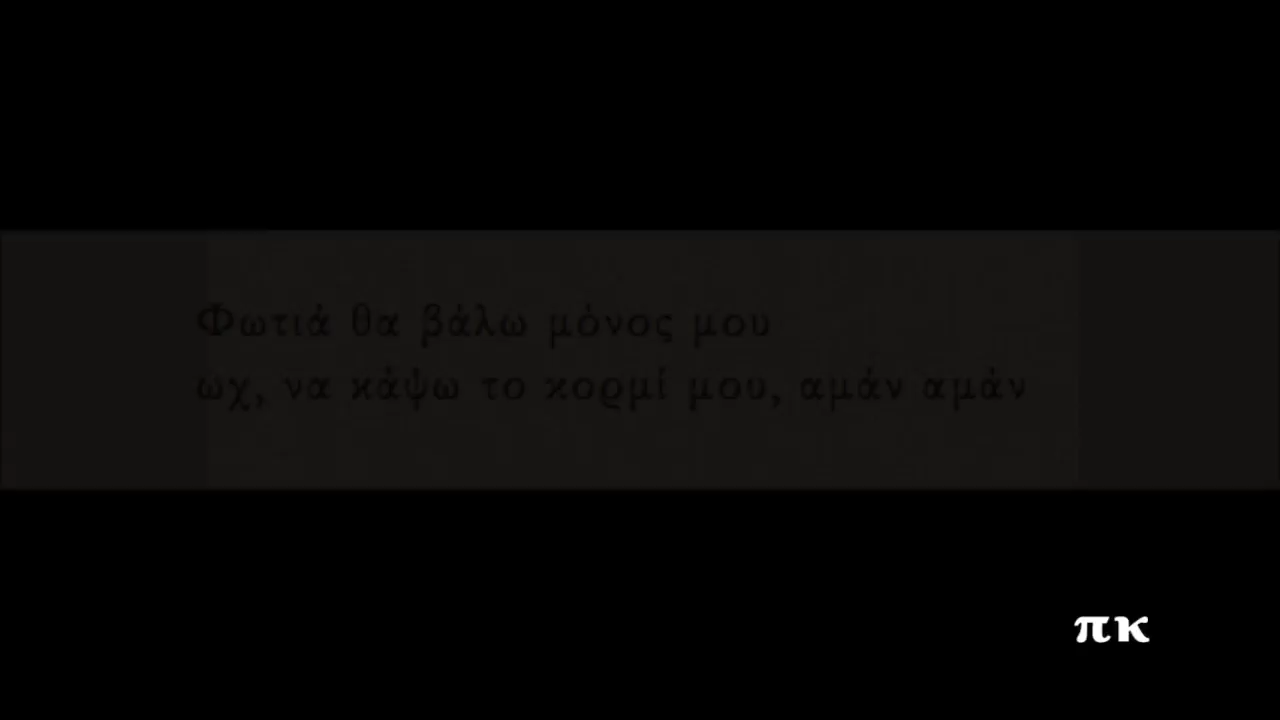 Φωτιά θα βάλω μόνος μου
ωχ, να κάψω το κορμί μου, αμάν αμάν
πκ